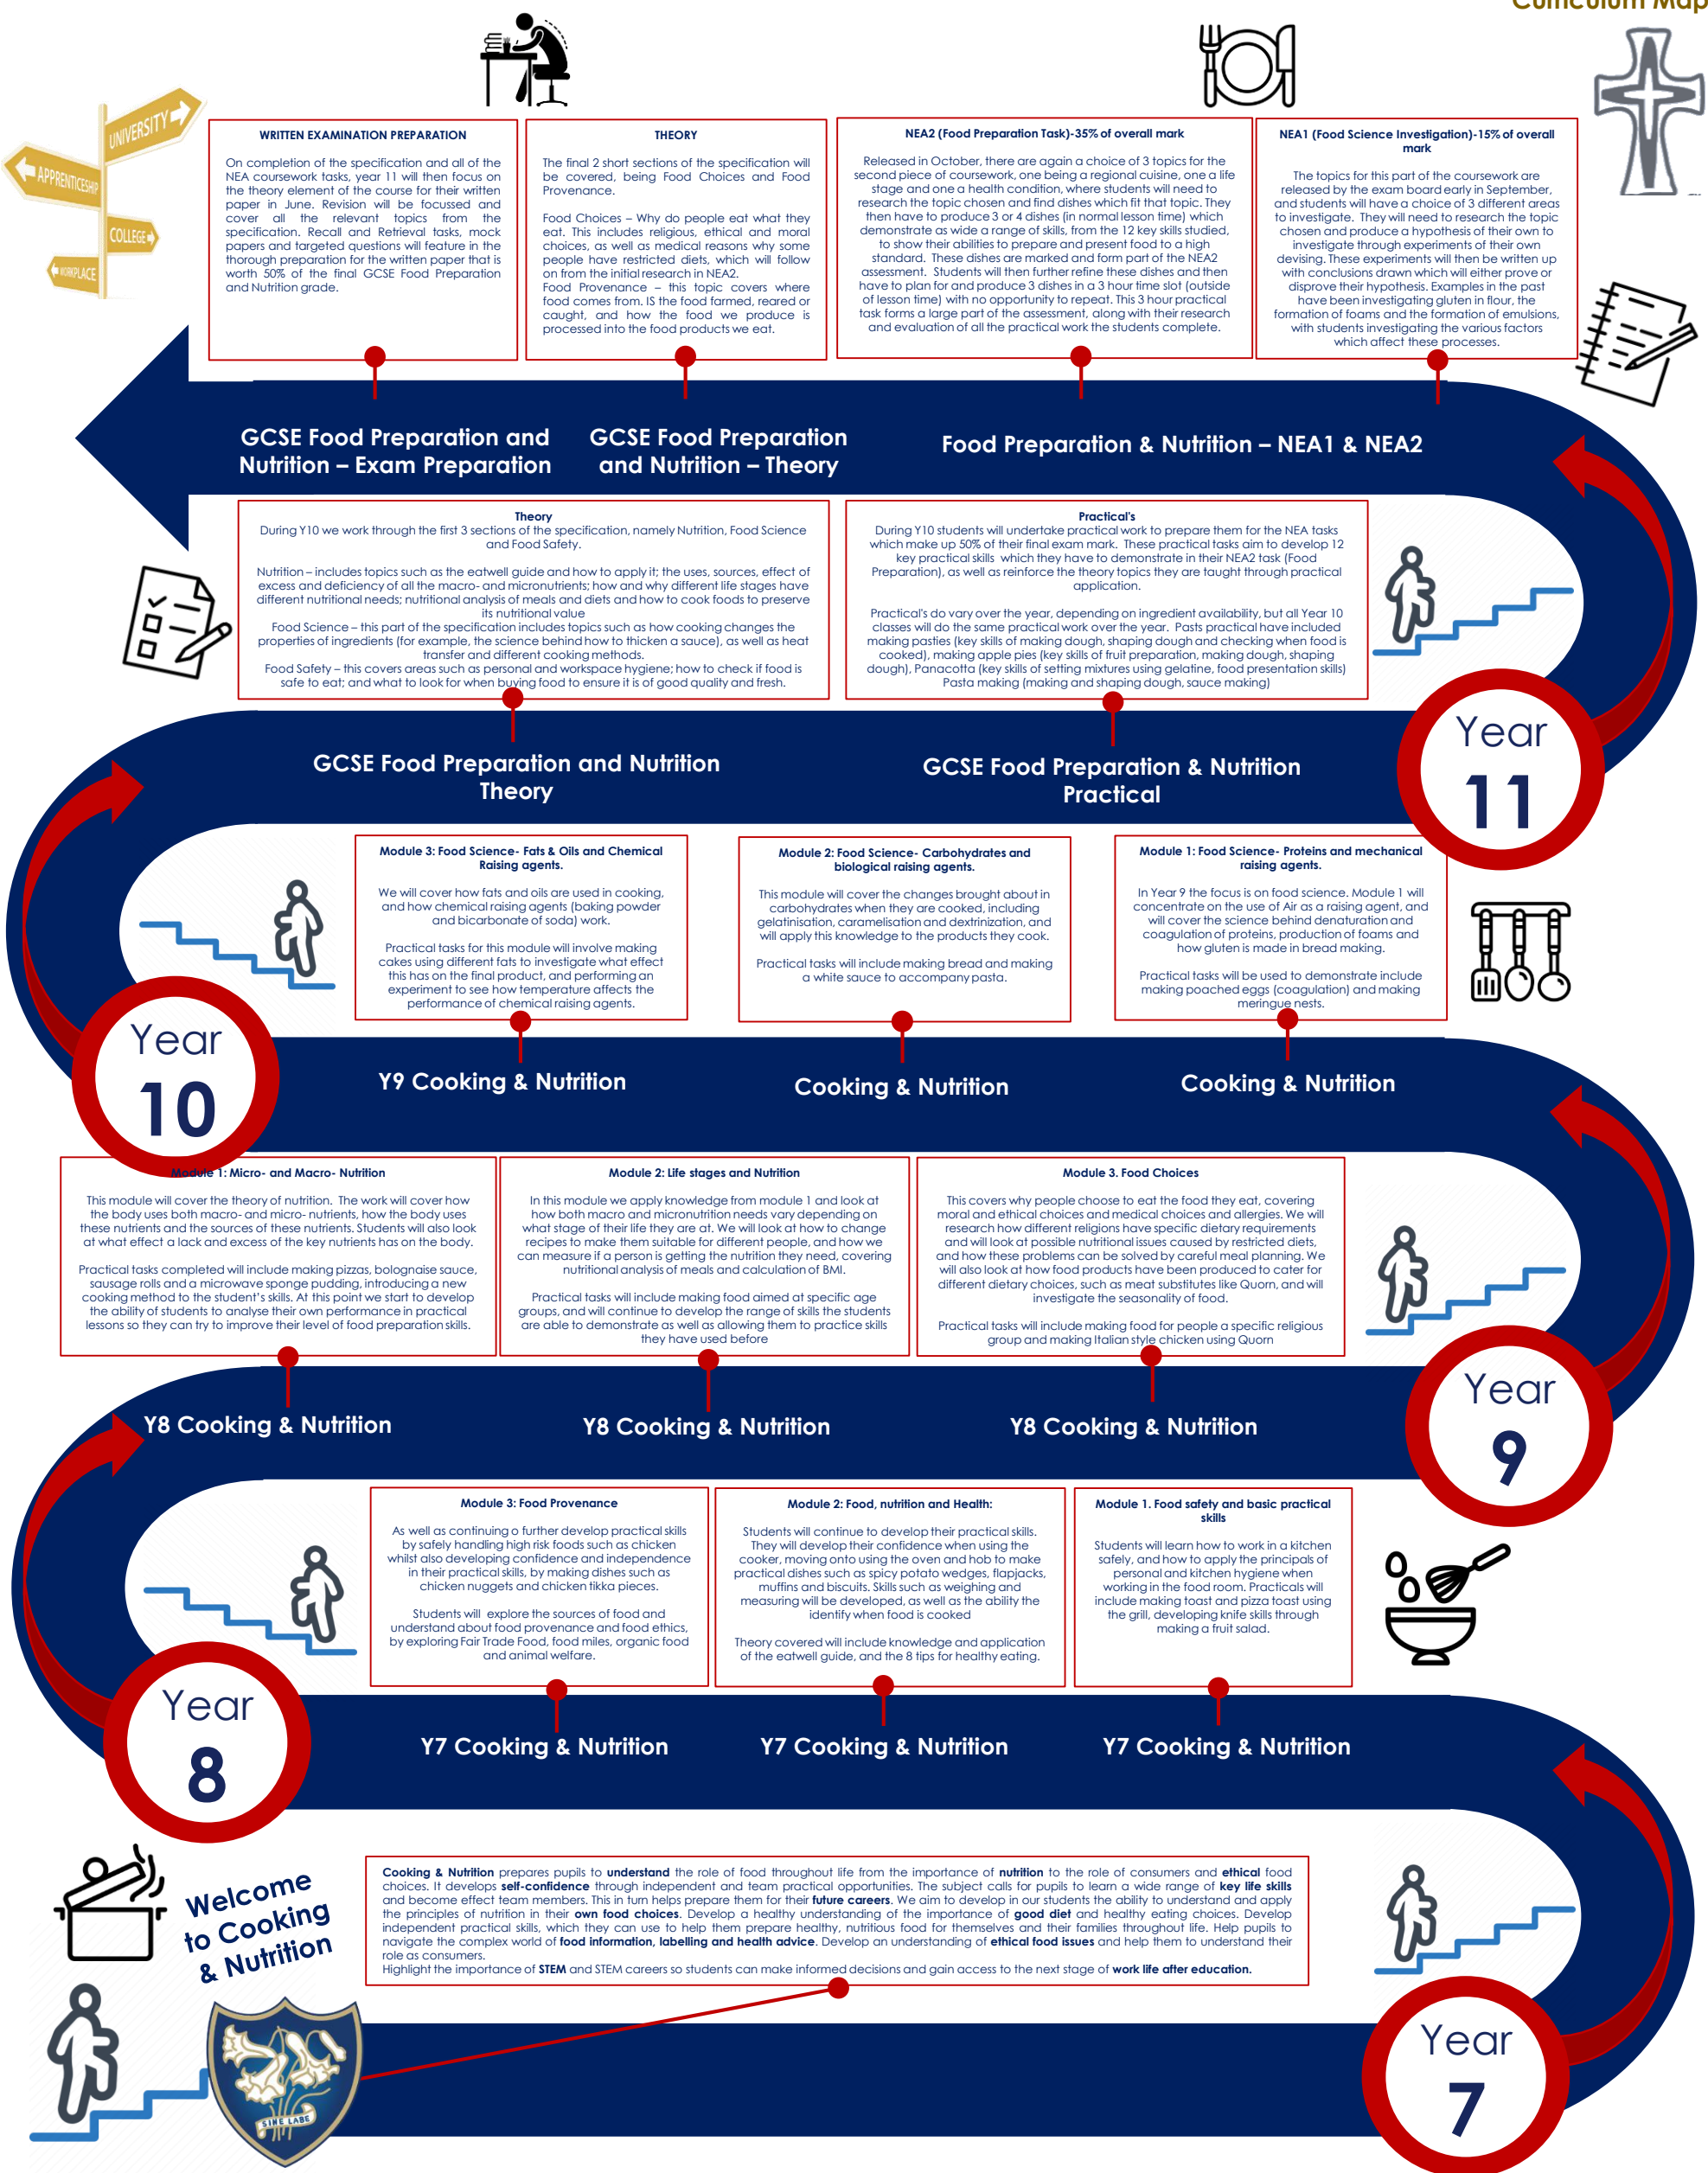 Curriculum Map
UNIVERSITY
APPRENTICESHIP
COLLEGE
WORKPLACE
WRITTEN EXAMINATION PREPARATION
On completion of the specification and all of the
NEA coursework tasks, year 11 will then focus on
the theory element of the course for their written
paper in June. Revision will be focussed and
cover all the relevant topics from the
specification. Recall and Retrieval tasks, mock
papers and targeted questions will feature in the
thorough preparation for the written paper that is
worth 50% of the final GCSE Food Preparation
and Nutrition grade.
THEORY
The final 2 short sections of the specification will
be covered, being Food Choices and Food
Provenance.
Food Choices – Why do people eat what they
eat. This includes religious, ethical and moral
choices, as well as medical reasons why some
people have restricted diets, which will follow
on from the initial research in NEA2.
Food Provenance – this topic covers where
food comes from. IS the food farmed, reared or
caught, and how the food we produce is
processed into the food products we eat.
NEA2 (Food Preparation Task)-35% of overall mark
Released in October, there are again a choice of 3 topics for the
second piece of coursework, one being a regional cuisine, one a life
stage and one a health condition, where students will need to
research the topic chosen and find dishes which fit that topic. They
then have to produce 3 or 4 dishes (in normal lesson time) which
demonstrate as wide a range of skills, from the 12 key skills studied,
to show their abilities to prepare and present food to a high
standard. These dishes are marked and form part of the NEA2
assessment. Students will then further refine these dishes and then
have to plan for and produce 3 dishes in a 3 hour time slot (outside
of lesson time) with no opportunity to repeat. This 3 hour practical
task forms a large part of the assessment, along with their research
and evaluation of all the practical work the students complete.
NEA1 (Food Science Investigation)-15% of overall
mark
The topics for this part of the coursework are
released by the exam board early in September,
and students will have a choice of 3 different areas
to investigate. They will need to research the topic
chosen and produce a hypothesis of their own to
investigate through experiments of their own
devising. These experiments will then be written up
with conclusions drawn which will either prove or
disprove their hypothesis. Examples in the past
have been investigating gluten in flour, the
formation of foams and the formation of emulsions,
with students investigating the various factors
which affect these processes.
GCSE Food Preparation and
Nutrition – Exam Preparation
GCSE Food Preparation
and Nutrition – Theory
Food Preparation & Nutrition – NEA1 & NEA2
Theory
During Y10 we work through the first 3 sections of the specification, namely Nutrition, Food Science
and Food Safety.
Nutrition – includes topics such as the eatwell guide and how to apply it; the uses, sources, effect of
excess and deficiency of all the macro- and micronutrients; how and why different life stages have
different nutritional needs; nutritional analysis of meals and diets and how to cook foods to preserve
its nutritional value
Food Science – this part of the specification includes topics such as how cooking changes the
properties of ingredients (for example, the science behind how to thicken a sauce), as well as heat
transfer and different cooking methods.
Food Safety – this covers areas such as personal and workspace hygiene; how to check if food is
safe to eat; and what to look for when buying food to ensure it is of good quality and fresh.
Practical's
During Y10 students will undertake practical work to prepare them for the NEA tasks
which make up 50% of their final exam mark. These practical tasks aim to develop 12
key practical skills which they have to demonstrate in their NEA2 task (Food
Preparation), as well as reinforce the theory topics they are taught through practical
application.
Practical's do vary over the year, depending on ingredient availability, but all Year 10
classes will do the same practical work over the year. Pasts practical have included
making pasties (key skills of making dough, shaping dough and checking when food is
cooked), making apple pies (key skills of fruit preparation, making dough, shaping
dough), Panacotta (key skills of setting mixtures using gelatine, food presentation skills)
Pasta making (making and shaping dough, sauce making)
GCSE Food Preparation and Nutrition
Theory
GCSE Food Preparation & Nutrition
Practical
Year
11
Module 3: Food Science- Fats & Oils and Chemical
Raising agents.
We will cover how fats and oils are used in cooking,
and how chemical raising agents (baking powder
and bicarbonate of soda) work.
Practical tasks for this module will involve making
cakes using different fats to investigate what effect
this has on the final product, and performing an
experiment to see how temperature affects the
performance of chemical raising agents.
Module 2: Food Science- Carbohydrates and
biological raising agents.
This module will cover the changes brought about in
carbohydrates when they are cooked, including
gelatinisation, caramelisation and dextrinization, and
will apply this knowledge to the products they cook.
Practical tasks will include making bread and making
a white sauce to accompany pasta.
Module 1: Food Science- Proteins and mechanical
raising agents.
In Year 9 the focus is on food science. Module 1 will
concentrate on the use of Air as a raising agent, and
will cover the science behind denaturation and
coagulation of proteins, production of foams and
how gluten is made in bread making.
Practical tasks will be used to demonstrate include
making poached eggs (coagulation) and making
meringue nests.
Year
10
Y9 Cooking & Nutrition
Cooking & Nutrition
Cooking & Nutrition
Module 1: Micro- and Macro- Nutrition
This module will cover the theory of nutrition. The work will cover how
the body uses both macro- and micro- nutrients, how the body uses
these nutrients and the sources of these nutrients. Students will also look
at what effect a lack and excess of the key nutrients has on the body.
Practical tasks completed will include making pizzas, bolognaise sauce,
sausage rolls and a microwave sponge pudding, introducing a new
cooking method to the student's skills. At this point we start to develop
the ability of students to analyse their own performance in practical
lessons so they can try to improve their level of food preparation skills.
Module 2: Life stages and Nutrition
In this module we apply knowledge from module 1 and look at
how both macro and micronutrition needs vary depending on
what stage of their life they are at. We will look at how to change
recipes to make them suitable for different people, and how we
can measure if a person is getting the nutrition they need, covering
nutritional analysis of meals and calculation of BMI.
Practical tasks will include making food aimed at specific age
groups, and will continue to develop the range of skills the students
are able to demonstrate as well as allowing them to practice skills
they have used before
Module 3. Food Choices
This covers why people choose to eat the food they eat, covering
moral and ethical choices and medical choices and allergies. We will
research how different religions have specific dietary requirements
and will look at possible nutritional issues caused by restricted diets,
and how these problems can be solved by careful meal planning. We
will also look at how food products have been produced to cater for
different dietary choices, such as meat substitutes like Quorn, and will
investigate the seasonality of food.
Practical tasks will include making food for people a specific religious
group and making Italian style chicken using Quorn
Y8 Cooking & Nutrition
Y8 Cooking & Nutrition
Y8 Cooking & Nutrition
Year
9
Module 3: Food Provenance
As well as continuing o further develop practical skills
by safely handling high risk foods such as chicken
whilst also developing confidence and independence
in their practical skills, by making dishes such as
chicken nuggets and chicken tikka pieces.
Students will explore the sources of food and
understand about food provenance and food ethics,
by exploring Fair Trade Food, food miles, organic food
and animal welfare.
Module 2: Food, nutrition and Health:
Students will continue to develop their practical skills.
They will develop their confidence when using the
cooker, moving onto using the oven and hob to make
practical dishes such as spicy potato wedges, flapjacks,
muffins and biscuits. Skills such as weighing and
measuring will be developed, as well as the ability the
identify when food is cooked
Theory covered will include knowledge and application
of the eatwell guide, and the 8 tips for healthy eating.
Module 1. Food safety and basic practical
skills
Students will learn how to work in a kitchen
safely, and how to apply the principals of
personal and kitchen hygiene when
working in the food room. Practicals will
include making toast and pizza toast using
the grill, developing knife skills through
making a fruit salad.
Year
8
Y7 Cooking & Nutrition
Y7 Cooking & Nutrition
Y7 Cooking & Nutrition
Welcome
to Cooking
& Nutrition
Cooking & Nutrition prepares pupils to understand the role of food throughout life from the importance of nutrition to the role of consumers and ethical food
choices. It develops self-confidence through independent and team practical opportunities. The subject calls for pupils to learn a wide range of key life skills
and become effect team members. This in turn helps prepare them for their future careers. We aim to develop in our students the ability to understand and apply
the principles of nutrition in their own food choices. Develop a healthy understanding of the importance of good diet and healthy eating choices. Develop
independent practical skills, which they can use to help them prepare healthy, nutritious food for themselves and their families throughout life. Help pupils to
navigate the complex world of food information, labelling and health advice. Develop an understanding of ethical food issues and help them to understand their
role as consumers.
Highlight the importance of STEM and STEM careers so students can make informed decisions and gain access to the next stage of work life after education.
SINE LABE
Year
7